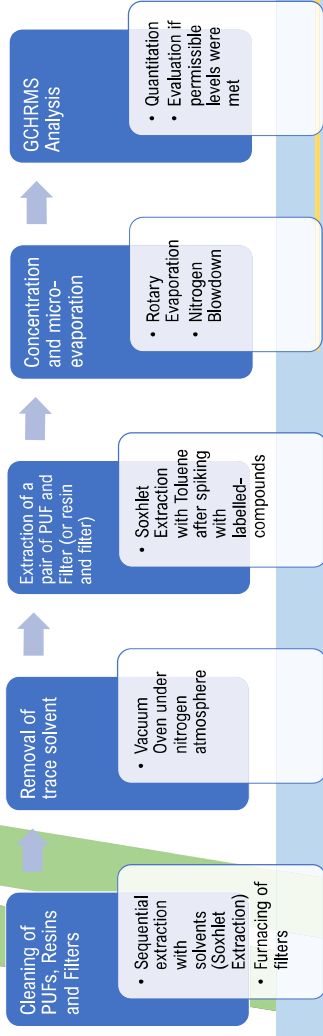 Cleaning of
PUFs, Resins
and Filters
• Sequential
extraction
with
solvents
(Soxhlet
Extraction)
• Furnacing of
filters
Removal of
trace solvent
• Vacuum
Oven under
nitrogen
atmosphere
Extraction of a
pair of PUF and
Filter (or resin
and filter)
• Soxhlet
Extraction
with Toluene
after spiking
with
labelled-
compounds
Concentration
and micro-
evaporation
• Rotary
Evaporation
• Nitrogen
Blowdown
GCHRMS
Analysis
• Quantitation
• Evaluation if
permissible
levels were
met